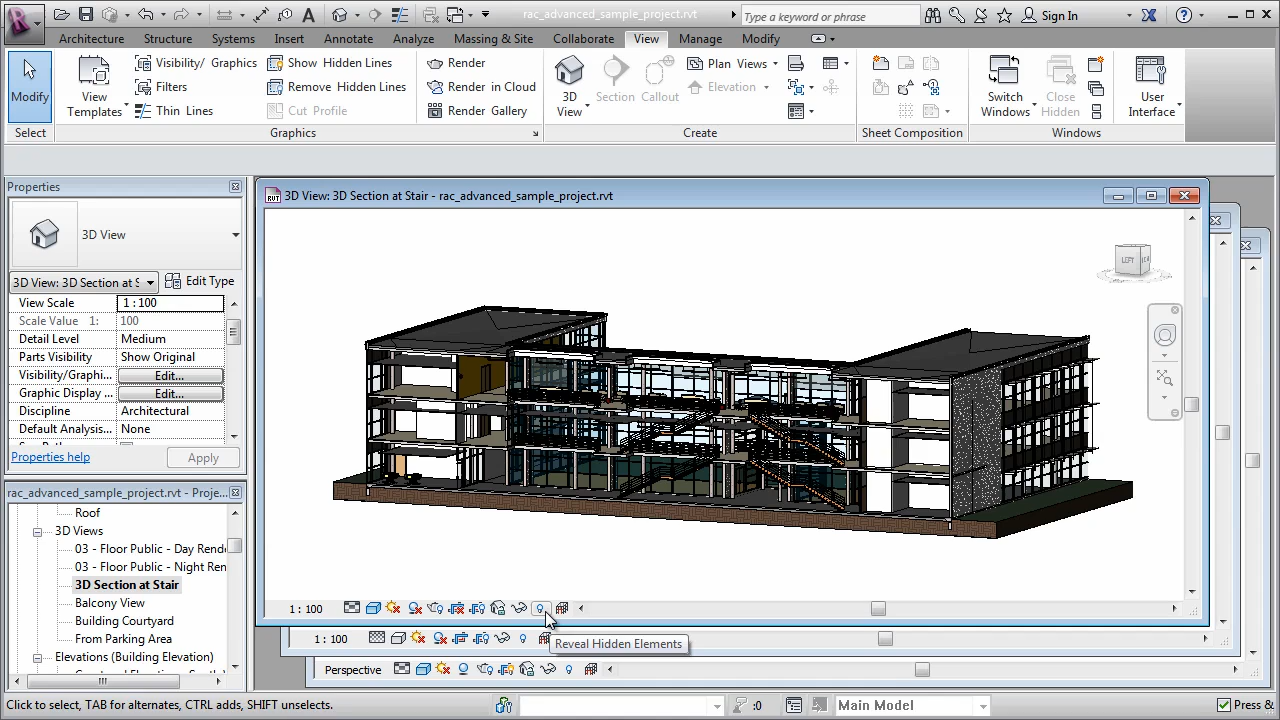 rac_advanced_sample_project.rvt
Type a keyword or phrase
Sign In
Architecture Structure Systems Insert Annotate Analyze Massing & Site Collaborate View Manage Modify
Modify
View
Templates
Visibility/ Graphics
Filters
Thin Lines
Show Hidden Lines
Remove Hidden Lines
Cut Profile
Render
Render in Cloud
Render Gallery
3D
View
Section
Callout
Plan Views
Elevation
Switch
Windows
Close
Hidden
User
Interface
Select Graphics Create Sheet Composition Windows
Properties
3D View
3D View: 3D Section at S
Edit Type
View Scale 1 : 100
Scale Value 1: 100
Detail Level Medium
Parts Visibility Show Original
Visibility/Graphi... Edit...
Graphic Display ... Edit...
Discipline Architectural
Default Analysis... None
Properties help Apply
rac_advanced_sample_project.rvt - Proje...
Roof
3D Views
03 - Floor Public - Day Rende
03 - Floor Public - Night Ren
3D Section at Stair
Balcony View
Building Courtyard
From Parking Area
Elevations (Building Elevation)
RVT
3D View: 3D Section at Stair - rac_advanced_sample_project.rvt
LEFT
1 : 100
Reveal Hidden Elements
1 : 100
Perspective
Click to select, TAB for alternates, CTRL adds, SHIFT unselects.
:0
Main Model
Press &